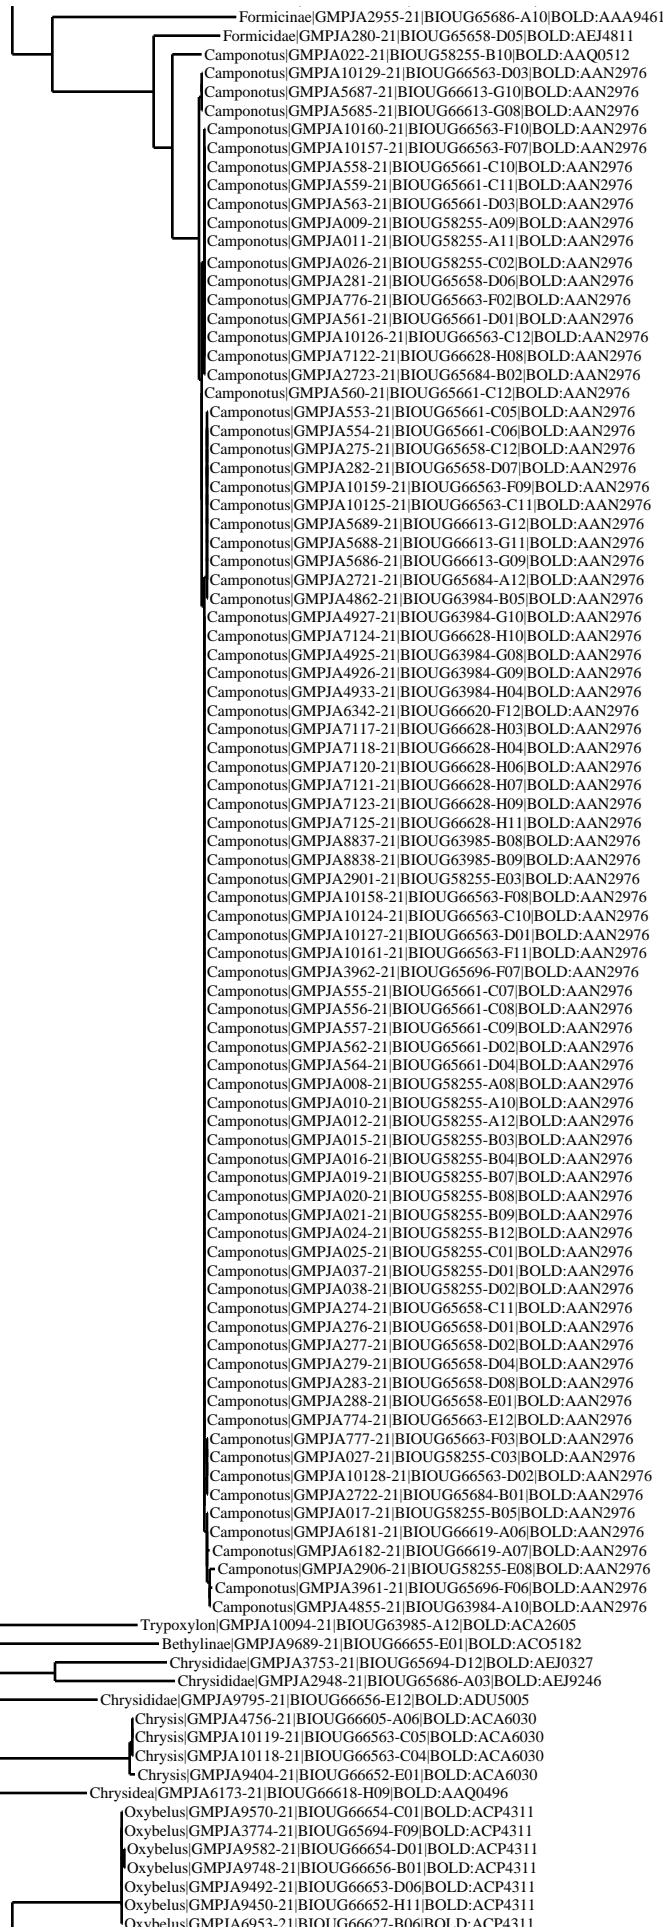 Formicinae|GMPJA2955-21|BIOUG65686-A10|BOLD:AAA9461
Formicidae|GMPJA280-21|BIOUG65658-D05|BOLD:AEJ4811
Camponotus|GMPJA022-21|BIOUG58255-B10|BOLD:AAQ0512
Camponotus|GMPJA10129-21|BIOUG66563-D03|BOLD:AAN2976
Camponotus|GMPJA5687-21|BIOUG66613-G10|BOLD:AAN2976
Camponotus|GMPJA5685-21|BIOUG66613-G08|BOLD:AAN2976
Camponotus|GMPJA10160-21|BIOUG66563-F10|BOLD:AAN2976
Camponotus|GMPJA10157-21|BIOUG66563-F07|BOLD:AAN2976
Camponotus|GMPJA558-21|BIOUG65661-C10|BOLD:AAN2976
Camponotus|GMPJA559-21|BIOUG65661-C11|BOLD:AAN2976
Camponotus|GMPJA563-21|BIOUG65661-D03|BOLD:AAN2976
Camponotus|GMPJA009-21|BIOUG58255-A09|BOLD:AAN2976
Camponotus|GMPJA011-21|BIOUG58255-A11|BOLD:AAN2976
Camponotus|GMPJA026-21|BIOUG58255-C02|BOLD:AAN2976
Camponotus|GMPJA281-21|BIOUG65658-D06|BOLD:AAN2976
Camponotus|GMPJA776-21|BIOUG65663-F02|BOLD:AAN2976
Camponotus|GMPJA561-21|BIOUG65661-D01|BOLD:AAN2976
Camponotus|GMPJA10126-21|BIOUG66563-C12|BOLD:AAN2976
Camponotus|GMPJA7122-21|BIOUG66628-H08|BOLD:AAN2976
Camponotus|GMPJA2723-21|BIOUG65684-B02|BOLD:AAN2976
Camponotus|GMPJA560-21|BIOUG65661-C12|BOLD:AAN2976
Camponotus|GMPJA553-21|BIOUG65661-C05|BOLD:AAN2976
Camponotus|GMPJA554-21|BIOUG65661-C06|BOLD:AAN2976
Camponotus|GMPJA275-21|BIOUG65658-C12|BOLD:AAN2976
Camponotus|GMPJA282-21|BIOUG65658-D07|BOLD:AAN2976
Camponotus|GMPJA10159-21|BIOUG66563-F09|BOLD:AAN2976
Camponotus|GMPJA10125-21|BIOUG66563-C11|BOLD:AAN2976
Camponotus|GMPJA5689-21|BIOUG66613-G12|BOLD:AAN2976
Camponotus|GMPJA5688-21|BIOUG66613-G11|BOLD:AAN2976
Camponotus|GMPJA5686-21|BIOUG66613-G09|BOLD:AAN2976
Camponotus|GMPJA2721-21|BIOUG65684-A12|BOLD:AAN2976
Camponotus|GMPJA4862-21|BIOUG63984-B05|BOLD:AAN2976
Camponotus|GMPJA4927-21|BIOUG63984-G10|BOLD:AAN2976
Camponotus|GMPJA7124-21|BIOUG66628-H10|BOLD:AAN2976
Camponotus|GMPJA4925-21|BIOUG63984-G08|BOLD:AAN2976
Camponotus|GMPJA4926-21|BIOUG63984-G09|BOLD:AAN2976
Camponotus|GMPJA4933-21|BIOUG63984-H04|BOLD:AAN2976
Camponotus|GMPJA6342-21|BIOUG66620-F12|BOLD:AAN2976
Camponotus|GMPJA7117-21|BIOUG66628-H03|BOLD:AAN2976
Camponotus|GMPJA7118-21|BIOUG66628-H04|BOLD:AAN2976
Camponotus|GMPJA7120-21|BIOUG66628-H06|BOLD:AAN2976
Camponotus|GMPJA7121-21|BIOUG66628-H07|BOLD:AAN2976
Camponotus|GMPJA7123-21|BIOUG66628-H09|BOLD:AAN2976
Camponotus|GMPJA7125-21|BIOUG66628-H11|BOLD:AAN2976
Camponotus|GMPJA8837-21|BIOUG63985-B08|BOLD:AAN2976
Camponotus|GMPJA8838-21|BIOUG63985-B09|BOLD:AAN2976
Camponotus|GMPJA2901-21|BIOUG58255-E03|BOLD:AAN2976
Camponotus|GMPJA10158-21|BIOUG66563-F08|BOLD:AAN2976
Camponotus|GMPJA10124-21|BIOUG66563-C10|BOLD:AAN2976
Camponotus|GMPJA10127-21|BIOUG66563-D01|BOLD:AAN2976
Camponotus|GMPJA10161-21|BIOUG66563-F11|BOLD:AAN2976
Camponotus|GMPJA3962-21|BIOUG65696-F07|BOLD:AAN2976
Camponotus|GMPJA555-21|BIOUG65661-C07|BOLD:AAN2976
Camponotus|GMPJA556-21|BIOUG65661-C08|BOLD:AAN2976
Camponotus|GMPJA557-21|BIOUG65661-C09|BOLD:AAN2976
Camponotus|GMPJA562-21|BIOUG65661-D02|BOLD:AAN2976
Camponotus|GMPJA564-21|BIOUG65661-D04|BOLD:AAN2976
Camponotus|GMPJA008-21|BIOUG58255-A08|BOLD:AAN2976
Camponotus|GMPJA010-21|BIOUG58255-A10|BOLD:AAN2976
Camponotus|GMPJA012-21|BIOUG58255-A12|BOLD:AAN2976
Camponotus|GMPJA015-21|BIOUG58255-B03|BOLD:AAN2976
Camponotus|GMPJA016-21|BIOUG58255-B04|BOLD:AAN2976
Camponotus|GMPJA019-21|BIOUG58255-B07|BOLD:AAN2976
Camponotus|GMPJA020-21|BIOUG58255-B08|BOLD:AAN2976
Camponotus|GMPJA021-21|BIOUG58255-B09|BOLD:AAN2976
Camponotus|GMPJA024-21|BIOUG58255-B12|BOLD:AAN2976
Camponotus|GMPJA025-21|BIOUG58255-C01|BOLD:AAN2976
Camponotus|GMPJA037-21|BIOUG58255-D01|BOLD:AAN2976
Camponotus|GMPJA038-21|BIOUG58255-D02|BOLD:AAN2976
Camponotus|GMPJA274-21|BIOUG65658-C11|BOLD:AAN2976
Camponotus|GMPJA276-21|BIOUG65658-D01|BOLD:AAN2976
Camponotus|GMPJA277-21|BIOUG65658-D02|BOLD:AAN2976
Camponotus|GMPJA279-21|BIOUG65658-D04|BOLD:AAN2976
Camponotus|GMPJA283-21|BIOUG65658-D08|BOLD:AAN2976
Camponotus|GMPJA288-21|BIOUG65658-E01|BOLD:AAN2976
Camponotus|GMPJA774-21|BIOUG65663-E12|BOLD:AAN2976
Camponotus|GMPJA777-21|BIOUG65663-F03|BOLD:AAN2976
Camponotus|GMPJA027-21|BIOUG58255-C03|BOLD:AAN2976
Camponotus|GMPJA10128-21|BIOUG66563-D02|BOLD:AAN2976
Camponotus|GMPJA2722-21|BIOUG65684-B01|BOLD:AAN2976
Camponotus|GMPJA017-21|BIOUG58255-B05|BOLD:AAN2976
Camponotus|GMPJA6181-21|BIOUG66619-A06|BOLD:AAN2976
Camponotus|GMPJA6182-21|BIOUG66619-A07|BOLD:AAN2976
Camponotus|GMPJA2906-21|BIOUG58255-E08|BOLD:AAN2976
Camponotus|GMPJA3961-21|BIOUG65696-F06|BOLD:AAN2976
Camponotus|GMPJA4855-21|BIOUG63984-A10|BOLD:AAN2976
Trypoxylon|GMPJA10094-21|BIOUG63985-A12|BOLD:ACA2605
Bethylinae|GMPJA9689-21|BIOUG66655-E01|BOLD:ACO5182
Chrysididae|GMPJA3753-21|BIOUG65694-D12|BOLD:AEJ0327
Chrysididae|GMPJA2948-21|BIOUG65686-A03|BOLD:AEJ9246
Chrysididae|GMPJA9795-21|BIOUG66656-E12|BOLD:ADU5005
Chrysis|GMPJA4756-21|BIOUG66605-A06|BOLD:ACA6030
Chrysis|GMPJA10119-21|BIOUG66563-C05|BOLD:ACA6030
Chrysis|GMPJA10118-21|BIOUG66563-C04|BOLD:ACA6030
Chrysis|GMPJA9404-21|BIOUG66652-E01|BOLD:ACA6030
Chrysidea|GMPJA6173-21|BIOUG66618-H09|BOLD:AAQ0496
Oxybelus|GMPJA9570-21|BIOUG66654-C01|BOLD:ACP4311
Oxybelus|GMPJA3774-21|BIOUG65694-F09|BOLD:ACP4311
Oxybelus|GMPJA9582-21|BIOUG66654-D01|BOLD:ACP4311
Oxybelus|GMPJA9748-21|BIOUG66656-B01|BOLD:ACP4311
Oxybelus|GMPJA9492-21|BIOUG66653-D06|BOLD:ACP4311
Oxybelus|GMPJA9450-21|BIOUG66652-H11|BOLD:ACP4311
Oxybelus|GMPJA6953-21|BIOUG66627-B06|BOLD:ACP4311